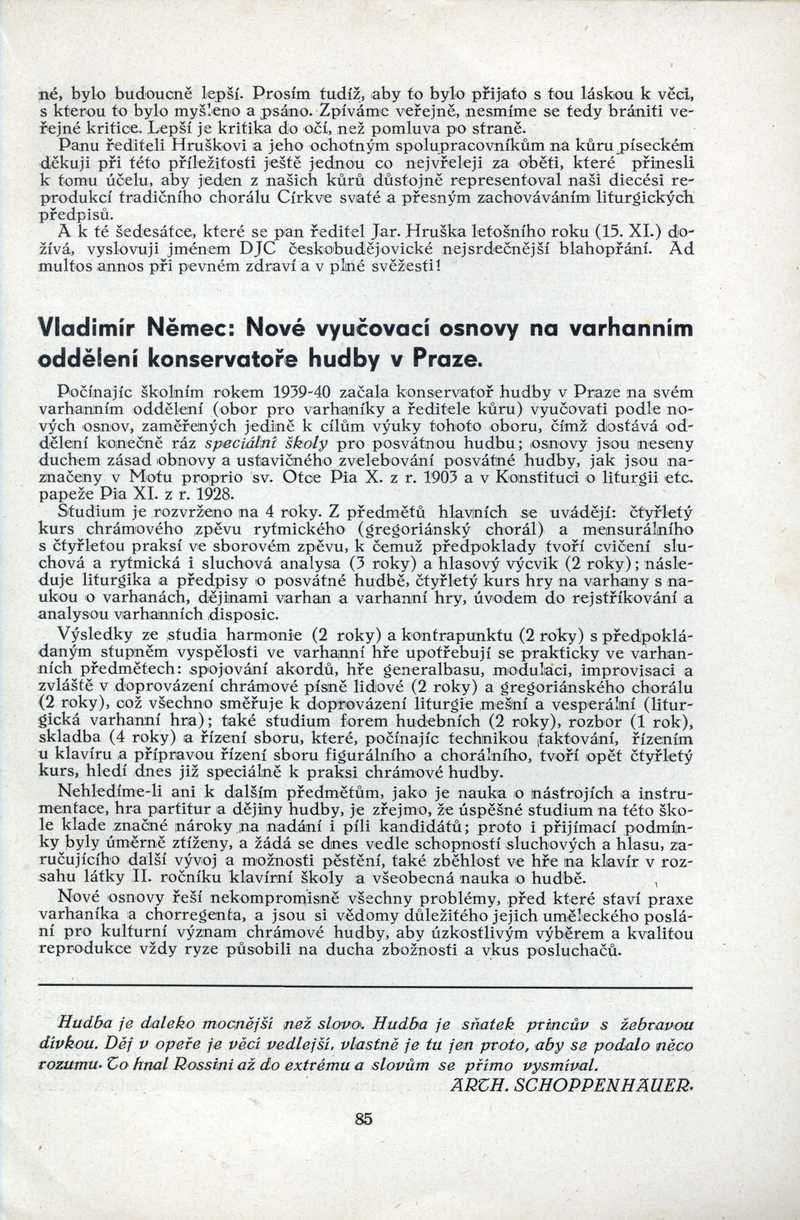 né, bylo budoucně lepší. Prosím tudíž, aby to bylo přijato s tou láskou k věci,
s kterou to bylo myšleno a psáno. Zpíváme veřejně, nesmíme se tedy brániti ve-
řejné kritice. Lepší je kritika do očí, než pomluva po straně.
Panu řediteli Hruškovi a jeho ochotným spolupracovníkům na kůru píseckém
děkuji při této příležitosti ještě jednou co nejvřeleji za oběti, které přinesli
k tomu účelu, aby jeden z našich kůrů důstojně representoval naši diecési re-
produkcí tradičního chorálu Církve svaté a přesným zachováváním liturgických
předpisů.
A k té šedesátce, které se pan ředitel Jar. Hruška letošního roku (15. XI.) do-
žívá, vyslovuji jménem DJC českobudějovické nejsrdečnější blahopřání. Ad
multos annos při pevném zdraví a v plné svěžesti!
Vladimír Němec: Nové vyučovací osnovy na varhanním
oddělení konservatoře hudby v Praze.
Počínajíc školním rokem 1939-40 začala konservatoř hudby v Praze na svém
varhanním oddělení (obor pro varhaníky a ředitele kůru) vyučovati podle no-
vých osnov, zaměřených jedině k cílům výuky tohoto oboru, čímž dostává od-
dělení konečně ráz speciální školy pro posvátnou hudbu; osnovy jsou neseny
duchem zásad obnovy a ustavičného zvelebování posvátné hudby, jak jsou na-
značeny v Motu proprio sv. Otce Pia X. z r. 1903 a v Konstituci o liturgii etc.
papeže Pia XI. z r. 1928.
Studium je rozvrženo na 4 roky. Z předmětů hlavních se uvádějí: čtyřletý
kurs chrámového zpěvu rytmického (gregoriánský chorál) a mensurálního
s čtyřletou praksí ve sborovém zpěvu, k čemuž předpoklady tvoří cvičení slu-
chová a rytmická i sluchová analysa (3 roky) a hlasový výcvik (2 roky); násle-
duje liturgika a předpisy o posvátné hudbě, čtyřletý kurs hry na varhany s na-
ukou o varhanách, dějinami varhan a varhanní hry, úvodem do rejstříkování a
analysou varhanních disposic.
Výsledky ze studia harmonie (2 roky) a kontrapunktu (2 roky) s předpoklá-
daným stupněm vyspělosti ve varhanní hře upotřebují se prakticky ve varhan-
ních předmětech: spojování akordů, hře generalbasu, modulaci, improvisaci a
zvláště v doprovázení chrámové písně lidové (2 roky) a gregoriánského chorálu
(2 roky), což všechno směřuje k doprovázení liturgie mešní a vesperální (litur-
gická varhanní hra); také studium forem hudebních (2 roky), rozbor (1 rok),
skladba (4 roky) a řízení sboru, které, počínajíc technikou taktování, řízením
u klavíru a přípravou řízení sboru figurálního a chorálního, tvoří opět čtyřletý
kurs, hledí dnes již speciálně k praksi chrámové hudby.
Nehledíme-li ani k dalším předmětům, jako je nauka o nástrojích a instru-
mentace, hra partitur a dějiny hudby, je zřejmo, že úspěšné studium na této ško-
le klade značné nároky na nadání i píli kandidátů; proto i přijímací podmín-
ky byly úměrně ztíženy, a žádá se dnes vedle schopností sluchových a hlasu, za-
ručujícího další vývoj a možnosti pěstění, také zběhlost ve hře na klavír v roz-
sahu látky II. ročníku klavírní školy a všeobecná nauka o hudbě.
Nové osnovy řeší nekompromisně všechny problémy, před které staví praxe
varhaníka a chorregenta, a jsou si vědomy důležitého jejich uměleckého poslá-
ní pro kulturní význam chrámové hudby, aby úzkostlivým výběrem a kvalitou
reprodukce vždy ryze působili na ducha zbožnosti a vkus posluchačů.
Hudba je daleko mocnější než slovo. Hudba je sňatek princův s žebravou
dívkou. Děj v opeře je věcí vedlejší, vlastně je tu jen proto, aby se podalo něco
rozumu. To hnal Rossini až do extrému a slovům se přímo vysmíval.
ARTH. SCHOPPENHAUER.
85